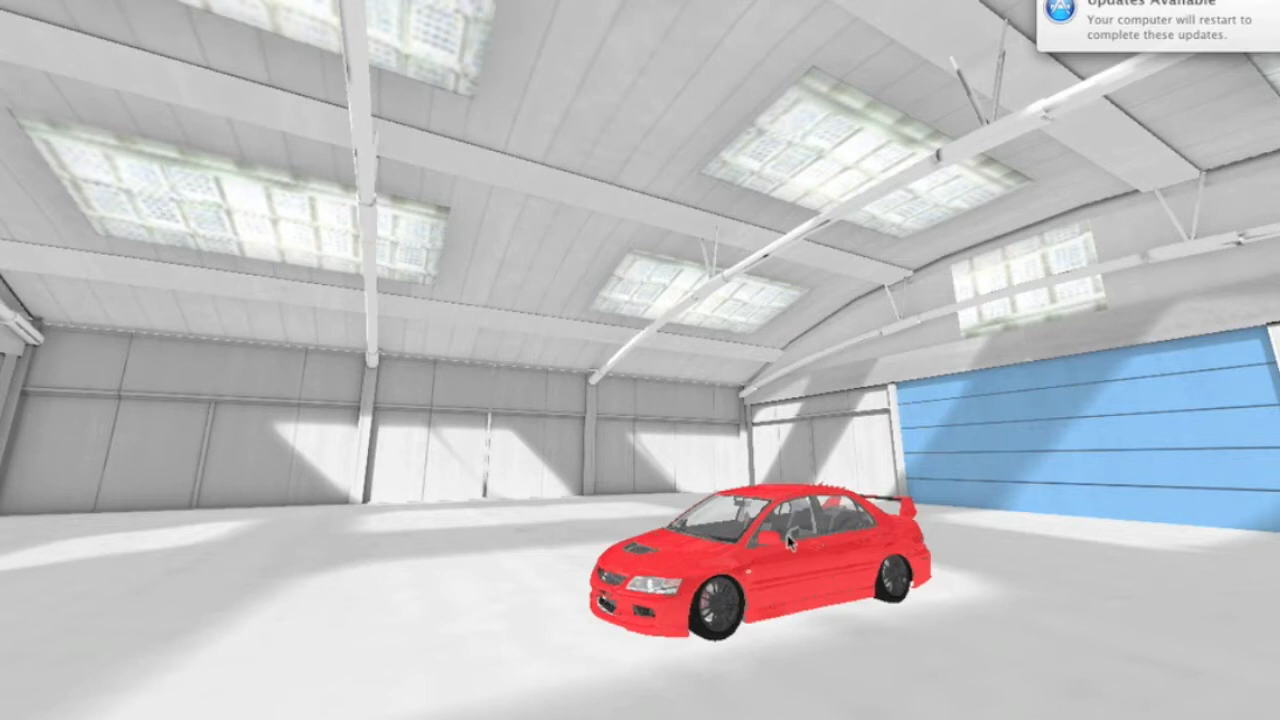 Updates Available
Your computer will restart to
complete these updates.